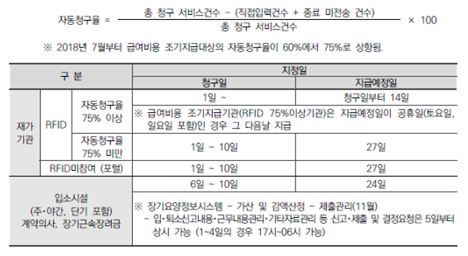 자동청구율 = 총 청구 서비스건수 - (직접입력건수 + 종료 미전송 건수) / 총 청구 서비스건수 × 100
※ 2018년 7월부터 급여비용 조기지급대상의 자동청구율이 60%에서 75%로 상향됨.
구 분 지정일
청구일 지급예정일
재가기관 RFID 자동청구율 75% 이상 1일 ~ 청구일부터 14일
※ 급여비용 조기지급기관(RFID 75%이상기관)은 지급예정일이 공휴일(토요일,
일요일 포함)인 경우 그 다음날 지급
자동청구율 75% 미만 1일 ~ 10일 27일
RFID미참여 (포털) 1일 ~ 10일 27일
입소시설
(주·야간, 단기 포함)
계약의사, 장기근속장려금
6일 ~ 10일 24일
※ 장기요양정보시스템 - 가산 및 감액산정 - 제출관리(11월)
- 입·퇴소신고내용·근무내용관리·기타자료관리 등 신고·제출 및 결정요청은 5일부터
상시 가능 (1~4일의 경우 17시~06시 가능)